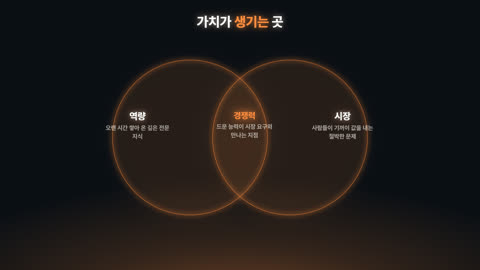 가치가 생기는 곳
역량
오랜 시간 쌓아 온 깊은 전문
지식
경쟁력
드문 능력이 시장 요구와
만나는 지점
시장
사람들이 기꺼이 값을 내는
절박한 문제